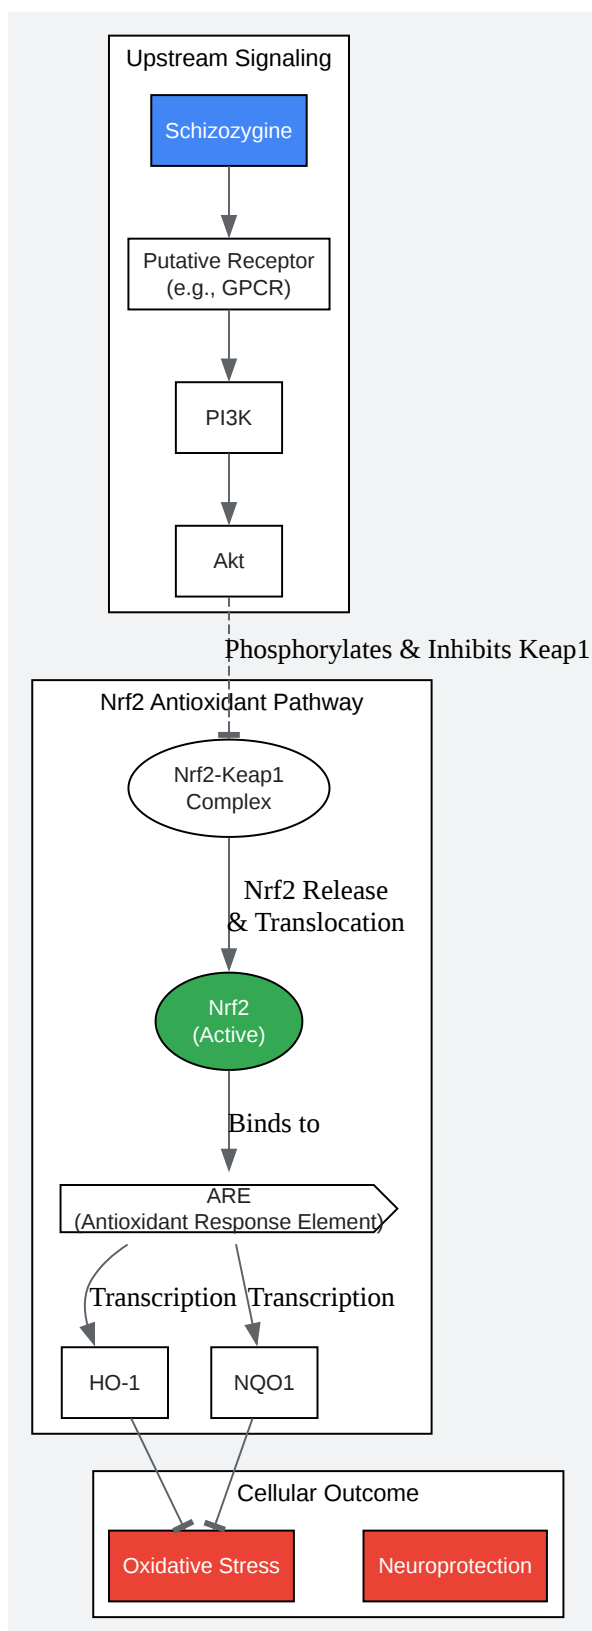 Upstream Signaling
Schizozygine
Putative Receptor
(e.g., GPCR)
PI3K
Akt
Phosphorylates & Inhibits Keap1
Nrf2 Antioxidant Pathway
Nrf2-Keap1
Complex
Nrf2 Release
& Translocation
Nrf2
(Active)
Binds to
ARE
(Antioxidant Response Element)
Transcription
Transcription
HO-1
NQO1
Cellular Outcome
Oxidative Stress
Neuroprotection